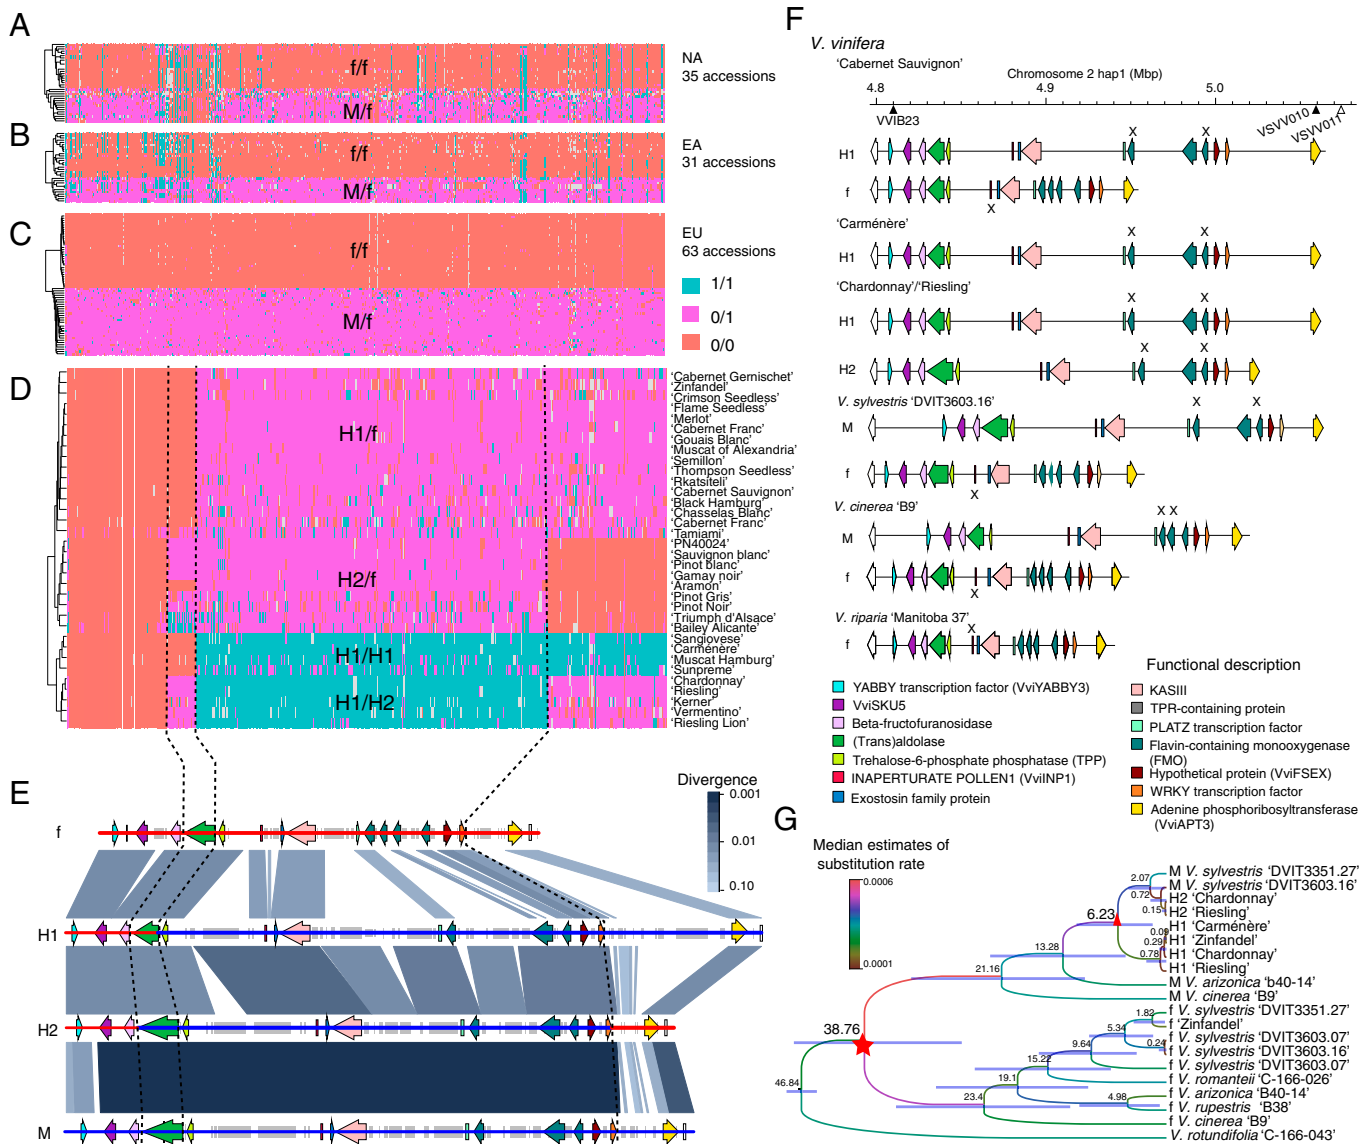 A
f/f
M/f
NA
35 accessions
B
f/f
M/f
EA
31 accessions
C
f/f
M/f
EU
63 accessions
1/1
0/1
0/0
D
H1/f
H2/f
H1/H1
H1/H2
'Cabernet Gernischet'
'Zinfandel'
'Crimson Seedless'
'Flame Seedless'
'Merlot'
'Cabernet Franc'
'Gouais Blanc'
'Muscat of Alexandria'
'Semillon'
'Thompson Seedless'
'Rkatsiteli'
'Cabernet Sauvignon'
'Black Hamburg'
'Chasselas Blanc'
'Cabernet Franc'
'Tamiami'
'PN40024'
'Sauvignon blanc'
'Pinot blanc'
'Gamay noir'
'Aramon'
'Pinot Gris'
'Pinot Noir'
'Triumph d'Alsace'
'Bailey Alicante'
'Sangiovese'
'Carménère'
'Muscat Hamburg'
'Sunpreme'
'Chardonnay'
'Riesling'
'Kerner'
'Vermentino'
'Riesling Lion'
E
Divergence
0.001
0.01
0.10
f
H1
H2
M
F
V. vinifera
'Cabernet Sauvignon'
Chromosome 2 hap1 (Mbp)
4.8
4.9
5.0
VVIB23
VSVV010
VSVV011
X X
H1
f
X
'Carménère'
X X
H1
'Chardonnay'/'Riesling'
X X
H1
X X
H2
V. sylvestris 'DVIT3603.16'
X X
M
f
X
V. cinerea 'B9'
X X
M
f
X
V. riparia 'Manitoba 37'
X
f
Functional description
YABBY transcription factor (VviYABBY3)
VviSKU5
Beta-fructofuranosidase
(Trans)aldolase
Trehalose-6-phosphate phosphatase (TPP)
INAPERTURATE POLLEN1 (VviINP1)
Exostosin family protein
KASIII
TPR-containing protein
PLATZ transcription factor
Flavin-containing monooxygenase
(FMO)
Hypothetical protein (VviFSEX)
WRKY transcription factor
Adenine phosphoribosyltransferase
(VviAPT3)
G
Median estimates of
substitution rate
0.0006
0.0001
46.84
38.76
21.16
13.28
6.23
2.07
0.72
0.15
0.09
0.29
0.78
23.4
19.1
15.22
9.64
5.34
1.82
0.24
4.98
M V. sylvestris 'DVIT3351.27'
M V. sylvestris 'DVIT3603.16'
H2 'Chardonnay'
H2 'Riesling'
H1 'Carménère'
H1 'Zinfandel'
H1 'Chardonnay'
H1 'Riesling'
M V. arizonica 'b40-14'
M V. cinerea 'B9'
f V. sylvestris 'DVIT3351.27'
f 'Zinfandel'
f V. sylvestris 'DVIT3603.07'
f V. sylvestris 'DVIT3603.16'
f V. sylvestris 'DVIT3603.07'
f V. romanteii 'C-166-026'
f V. arizonica 'B40-14'
f V. rupestris 'B38'
f V. cinerea 'B9'
V. rotundifolia 'C-166-043'